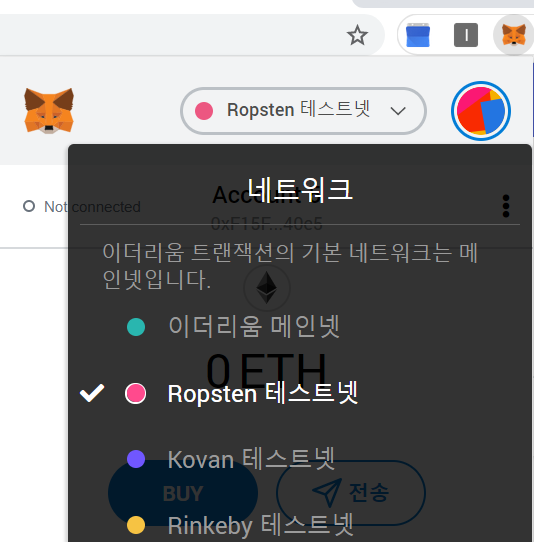 Ropsten 테스트넷
네트워크
Not connected
0xF15F...40c5
이더리움 트랜잭션의 기본 네트워크는 메
인넷입니다.
이더리움 메인넷
0 ETH
Ropsten 테스트넷
Kovan 테스트넷
BUY
전송
Rinkeby 테스트넷